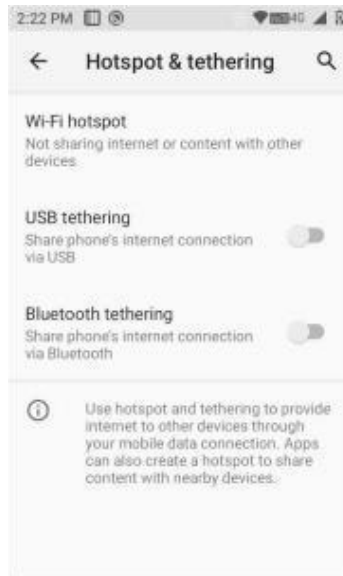 2:22 PM
4G
Hotspot & tethering
Wi-Fi hotspot
Not sharing internet or content with other
devices
USB tethering
Share phone's internet connection
via USB
Bluetooth tethering
Share phone's internet connection
via Bluetooth
Use hotspot and tethering to provide
internet to other devices through
your mobile data connection. Apps
can also create a hotspot to share
content with nearby devices.